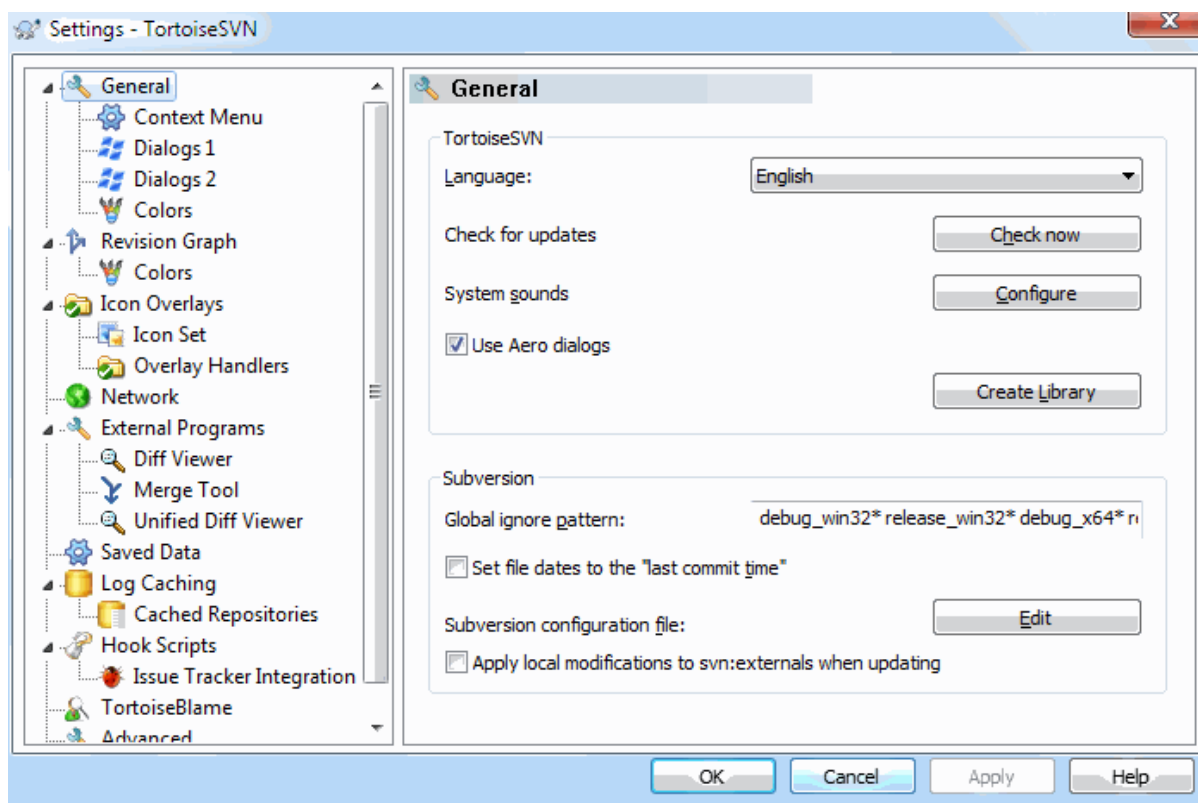 Settings - TortoiseSVN
General
Context Menu
Dialogs 1
Dialogs 2
Colors
Revision Graph
Colors
Icon Overlays
Icon Set
Overlay Handlers
Network
External Programs
Diff Viewer
Merge Tool
Unified Diff Viewer
Saved Data
Log Caching
Cached Repositories
Hook Scripts
Issue Tracker Integration
TortoiseBlame
Advanced
General
TortoiseSVN
Language: English
Check for updates Check now
System sounds Configure
Use Aero dialogs
Create Library
Subversion
Global ignore pattern: debug_win32* release_win32* debug_x64*
Set file dates to the "last commit time"
Subversion configuration file: Edit
Apply local modifications to svn:externals when updating
OK Cancel Apply Help